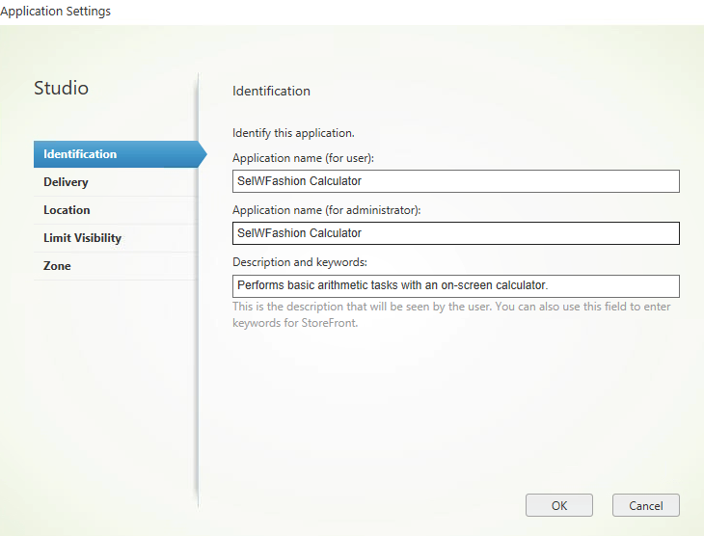 Application Settings
Studio
Identification
Delivery
Location
Limit Visibility
Zone
Identification
Identify this application.
Application name (for user):
SelWFashion Calculator
Application name (for administrator):
SelWFashion Calculator
Description and keywords:
Performs basic arithmetic tasks with an on-screen calculator.
This is the description that will be seen by the user. You can also use this field to enter
keywords for StoreFront.
OK
Cancel